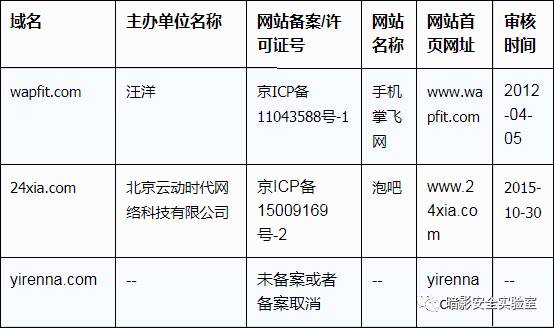 域名 主办单位名称 网站备案/许可证号 网站名称 网站首页网址 审核时间
wapfit.com 汪洋 京ICP备11043588号-1 手机掌飞网 www.wapfit.com 2012-04-05
24xia.com 北京云动时代网络科技有限公司 京ICP备15009169号-2 泡吧 www.24xia.com 2015-10-30
yirenna.com -- 未备案或者备案取消 -- yirenna --
暗影安全实验室